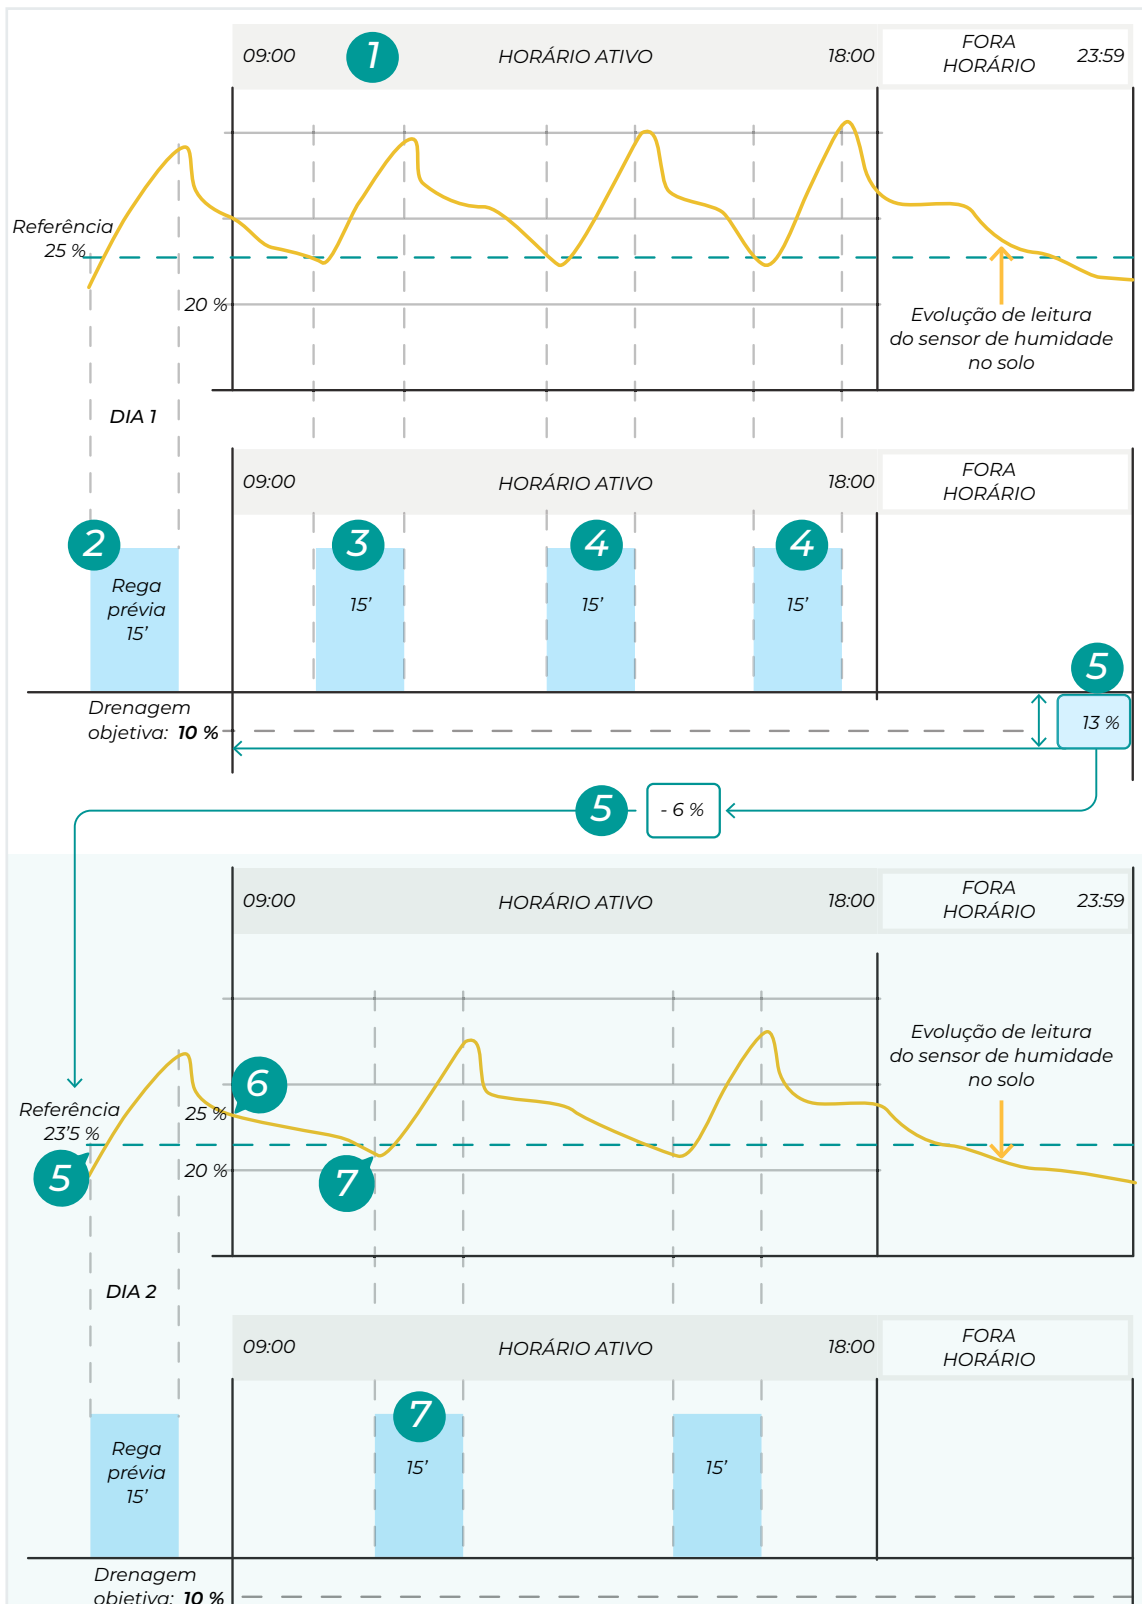 09:00
1
HORÁRIO ATIVO
18:00
FORA
HORÁRIO
23:59
Referência
25 %
20 %
Evolução de leitura
do sensor de humidade
no solo
DIA 1
09:00
HORÁRIO ATIVO
18:00
FORA
HORÁRIO
2
3
4
4
Rega
prévia
15’
15’
15’
15’
5
Drenagem
objetiva: 10 %
13 %
5
- 6 %
09:00
HORÁRIO ATIVO
18:00
FORA
HORÁRIO
23:59
Evolução de leitura
do sensor de humidade
no solo
6
Referência
23'5 %
25 %
5
20 %
7
DIA 2
09:00
HORÁRIO ATIVO
18:00
FORA
HORÁRIO
7
Rega
prévia
15’
15’
15’
Drenagem
objetiva: 10 %